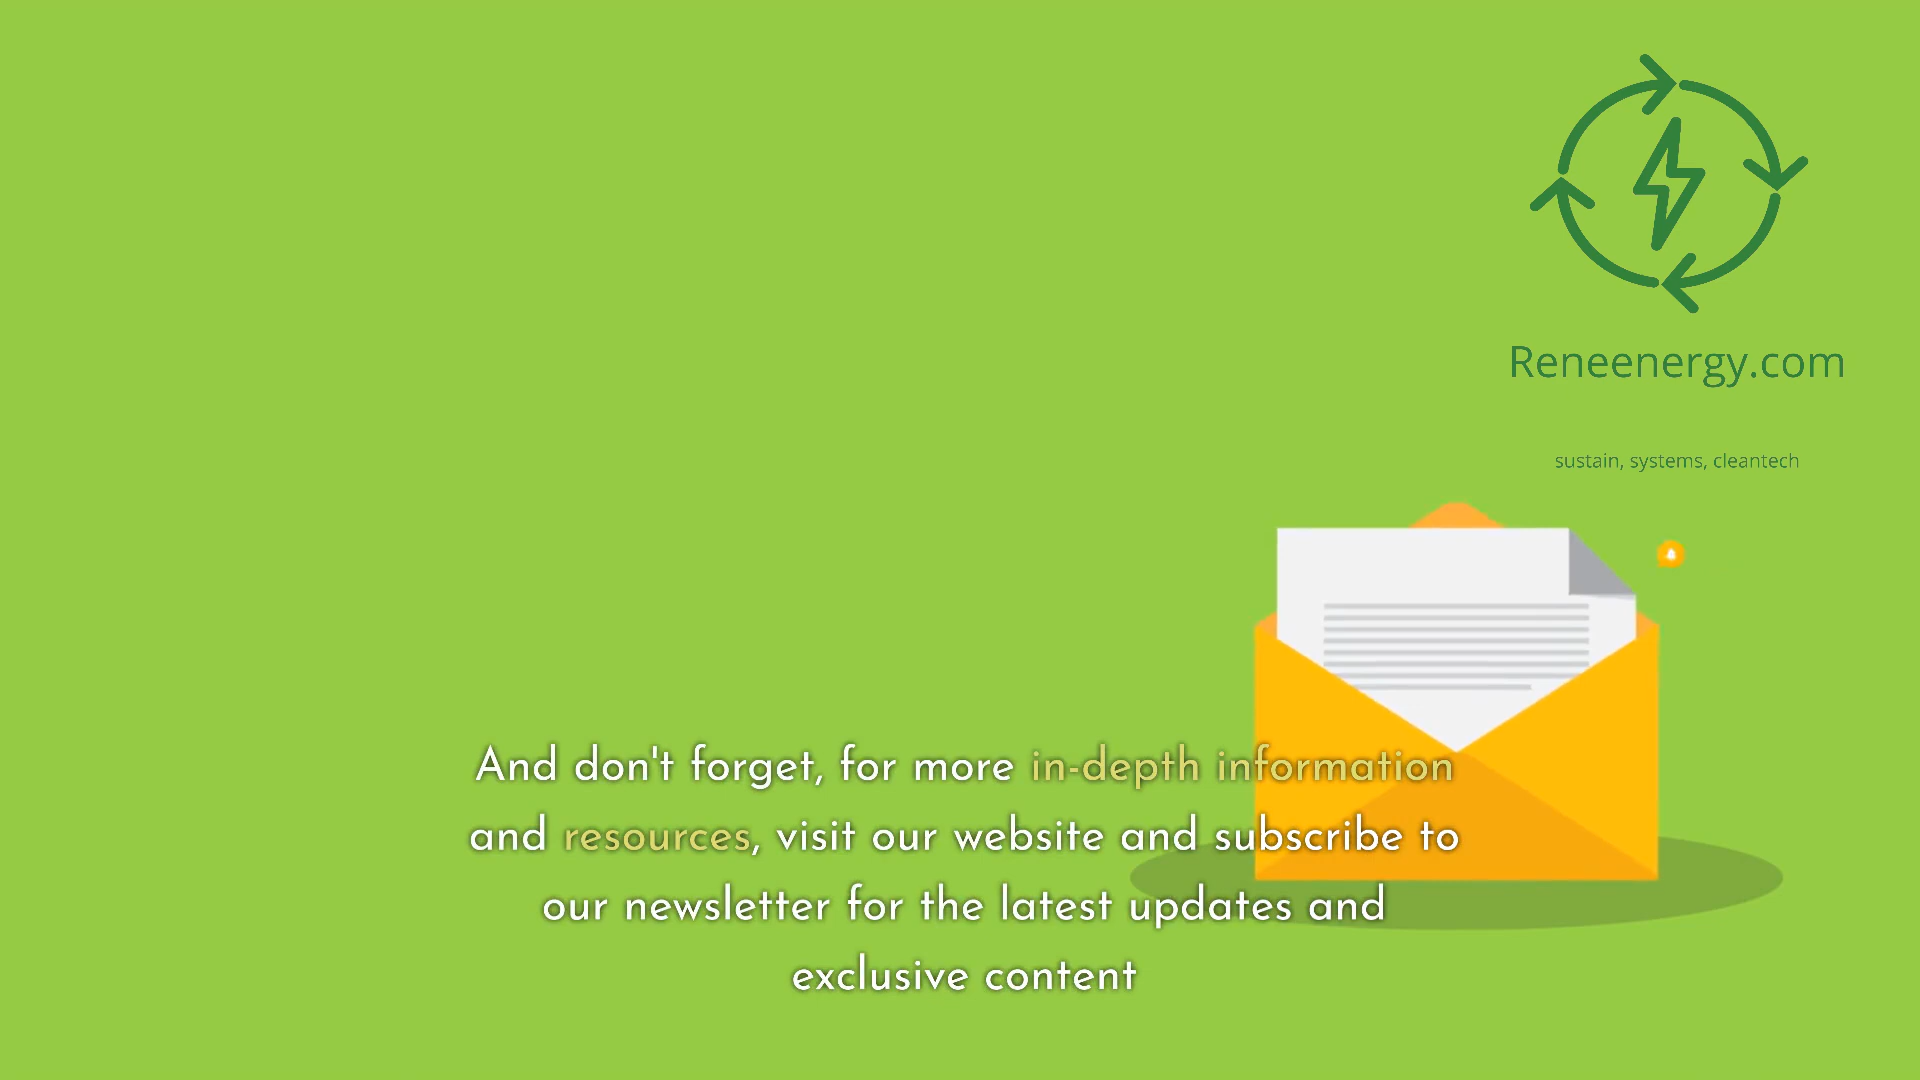 Reneenergy.com
sustain, systems, cleantech
And don't forget, for more in-depth information
and resources, visit our website and subscribe to
our newsletter for the latest updates and
exclusive content